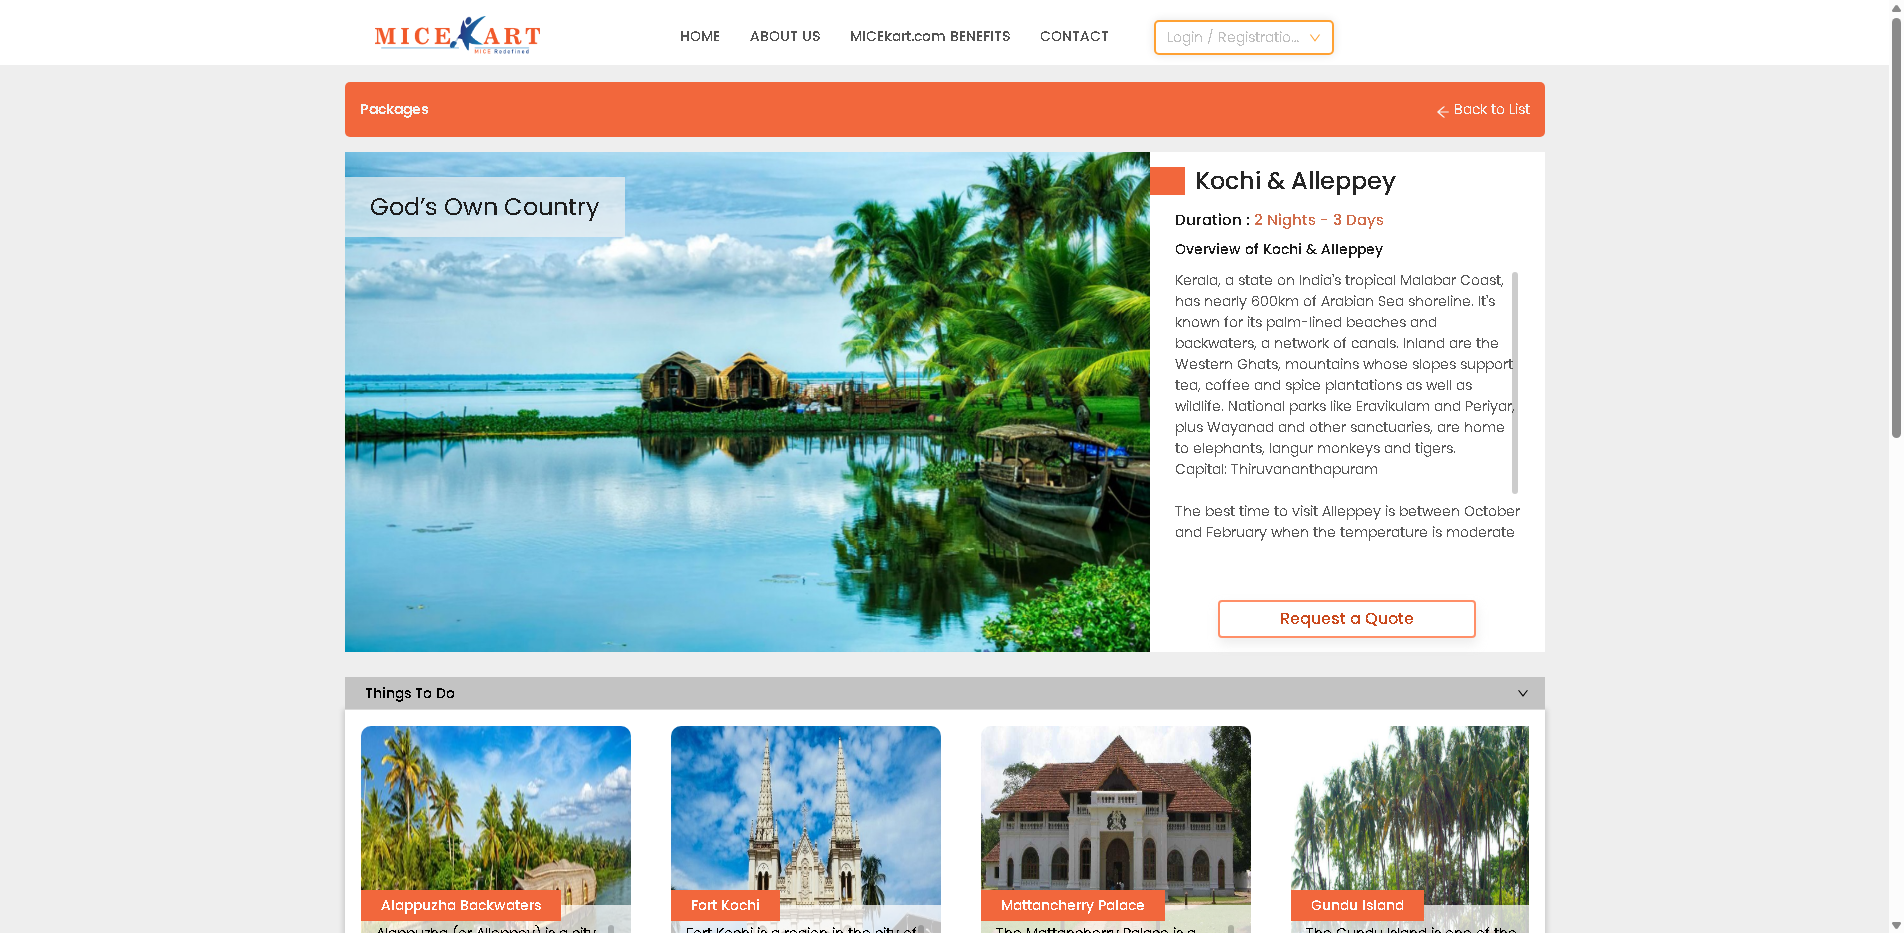 MICEKART
MICE Redefined
HOME
ABOUT US
MICEkart.com BENEFITS
CONTACT
Login / Registratio...
Packages
Back to List
God's Own Country
Kochi & Alleppey
Duration : 2 Nights - 3 Days
Overview of Kochi & Alleppey
Kerala, a state on India's tropical Malabar Coast,
has nearly 600km of Arabian Sea shoreline. It's
known for its palm-lined beaches and
backwaters, a network of canals. Inland are the
Western Ghats, mountains whose slopes support
tea, coffee and spice plantations as well as
wildlife. National parks like Eravikulam and Periyar,
plus Wayanad and other sanctuaries, are home
to elephants, langur monkeys and tigers.
Capital: Thiruvananthapuram
The best time to visit Alleppey is between October
and February when the temperature is moderate
Request a Quote
Things To Do
Alappuzha Backwaters
Fort Kochi
Mattancherry Palace
Gundu Island
Alappuzha (or Alleppey) is a city
Fort Kochi is a region in the city of
The Mattancherry Palace is a
The Gundu Island is one of the